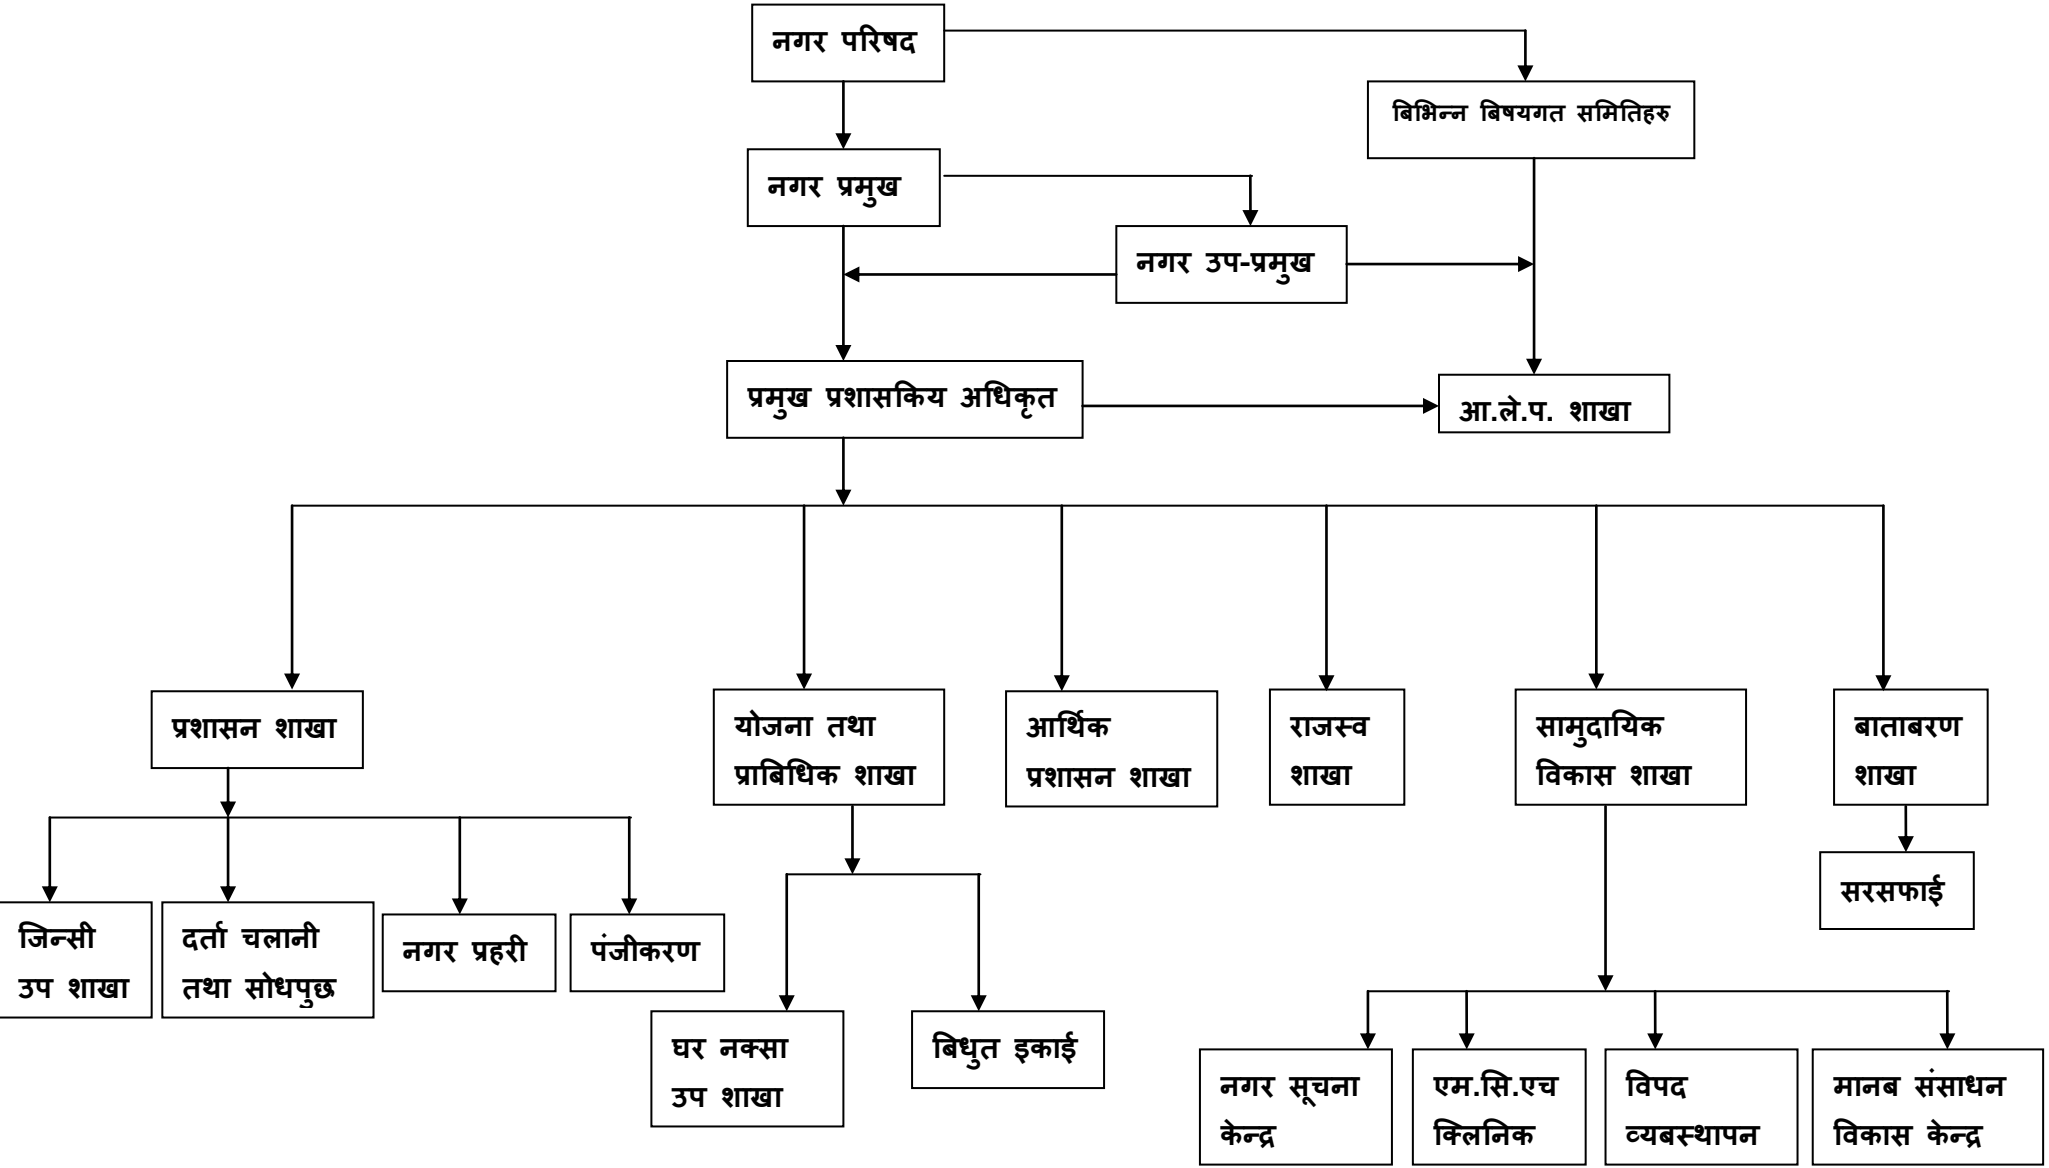 नगर परिषद
बिभिन्न बिषयगत समितिहरु
नगर प्रमुख
नगर उप-प्रमुख
प्रमुख प्रशासकिय अधिकृत
आ.ले.प. शाखा
प्रशासन शाखा
योजना तथा
प्राबिधिक शाखा
आर्थिक
प्रशासन शाखा
राजस्व
शाखा
सामुदायिक
विकास शाखा
बाताबरण
शाखा
सरसफाई
जिन्सी
उप शाखा
दर्ता चलानी
तथा सोधपुछ
नगर प्रहरी
पंजीकरण
घर नक्सा
उप शाखा
बिधुत इकाई
नगर सूचना
केन्द्र
एम.सि.एच
क्लिनिक
विपद
व्यबस्थापन
मानब संसाधन
विकास केन्द्र